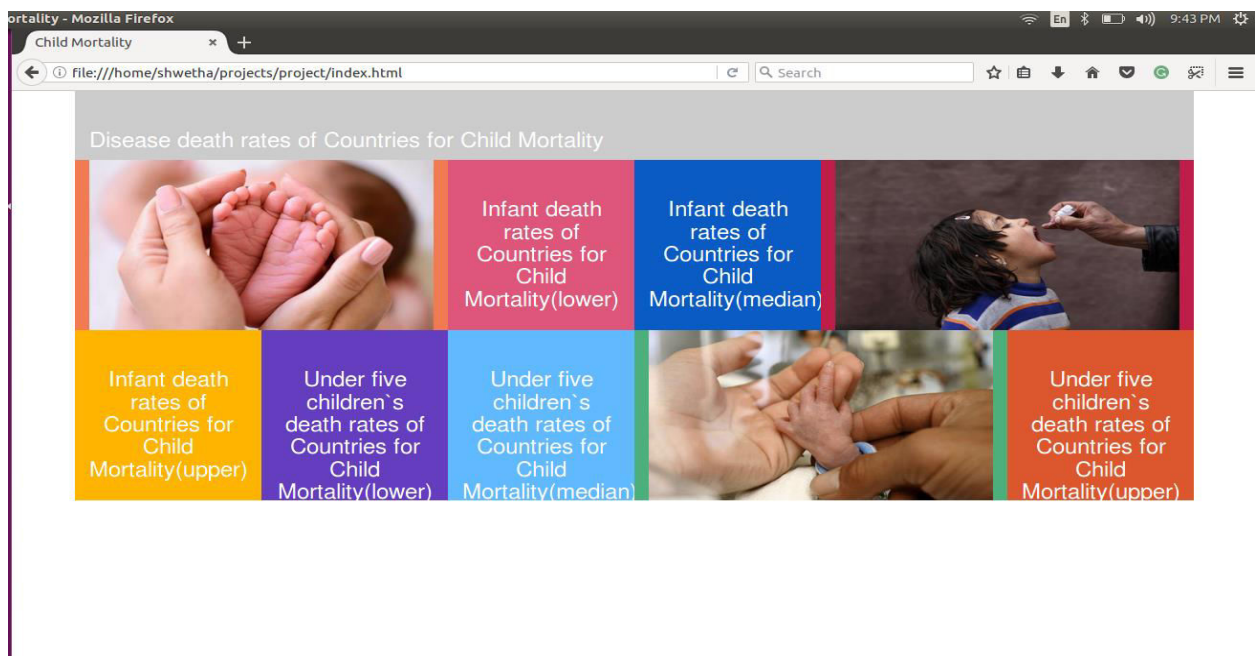 ortality - Mozilla Firefox
En
9:43 PM
Child Mortality
file:///home/shwetha/projects/project/index.html
Search
Disease death rates of Countries for Child Mortality
Infant death
rates of
Countries for
Child
Mortality(lower)
Infant death
rates of
Countries for
Child
Mortality(median)
Infant death
rates of
Countries for
Child
Mortality(upper)
Under five
children`s
death rates of
Countries for
Child
Mortality(lower)
Under five
children`s
death rates of
Countries for
Child
Mortality(median)
Under five
children`s
death rates of
Countries for
Child
Mortality(upper)